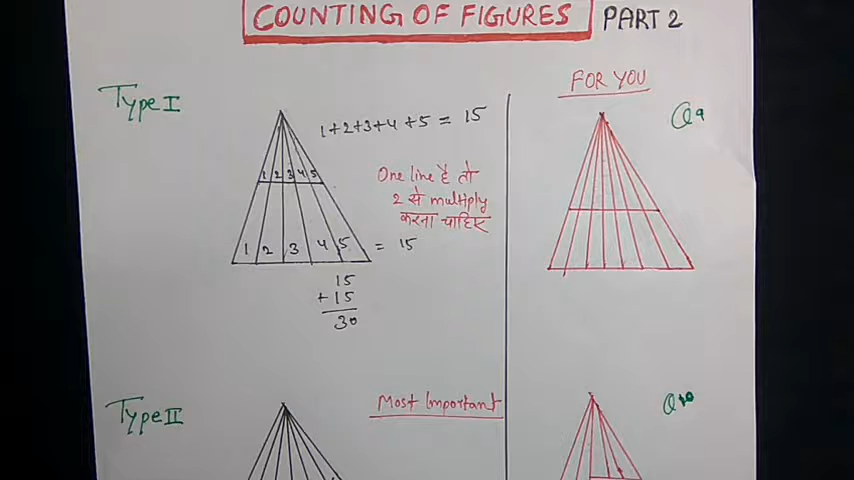 COUNTING OF FIGURES PART 2
Type I
1+2+3+4+5 = 15
1 2 3 4 5
One line है तो
2 से multiply
करना चाहिए
1 2 3 4 5 = 15
15
+15
30
FOR YOU
Q9
Type II
Most Important
Q10